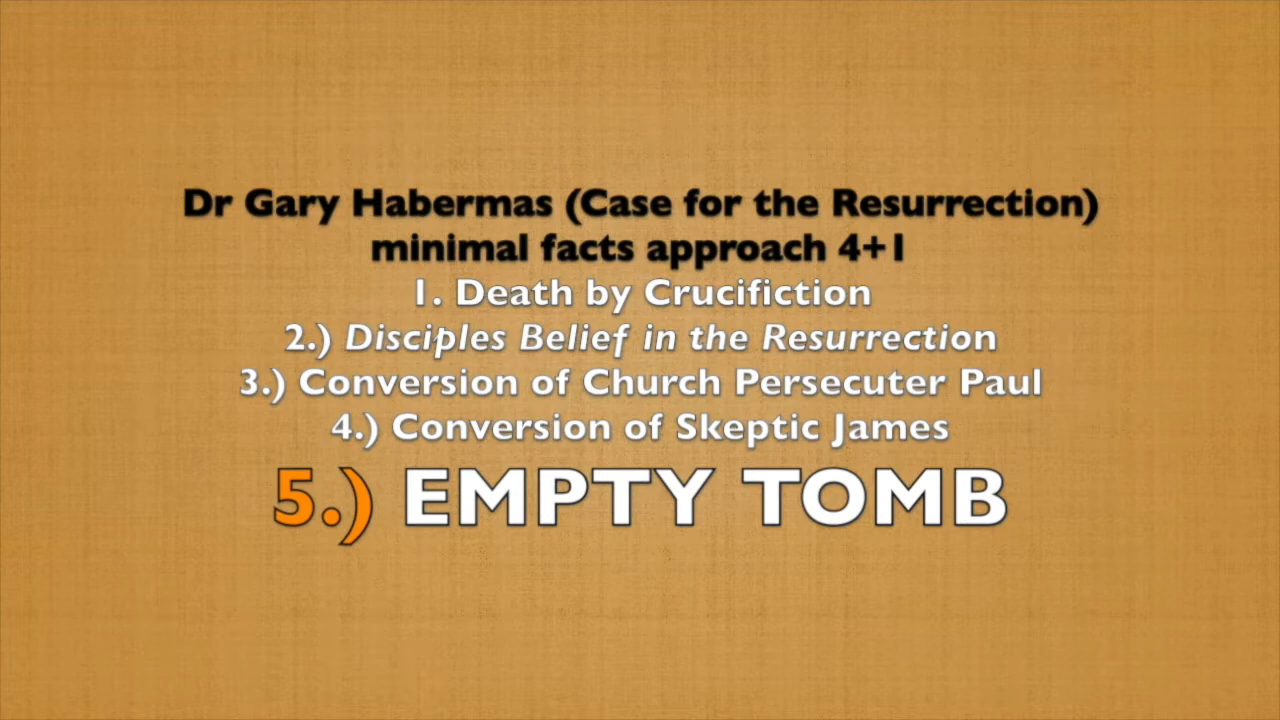 Dr Gary Habermas (Case for the Resurrection)
minimal facts approach 4+1
1. Death by Crucifiction
2.) Disciples Belief in the Resurrection
3.) Conversion of Church Persecuter Paul
4.) Conversion of Skeptic James
5.) EMPTY TOMB